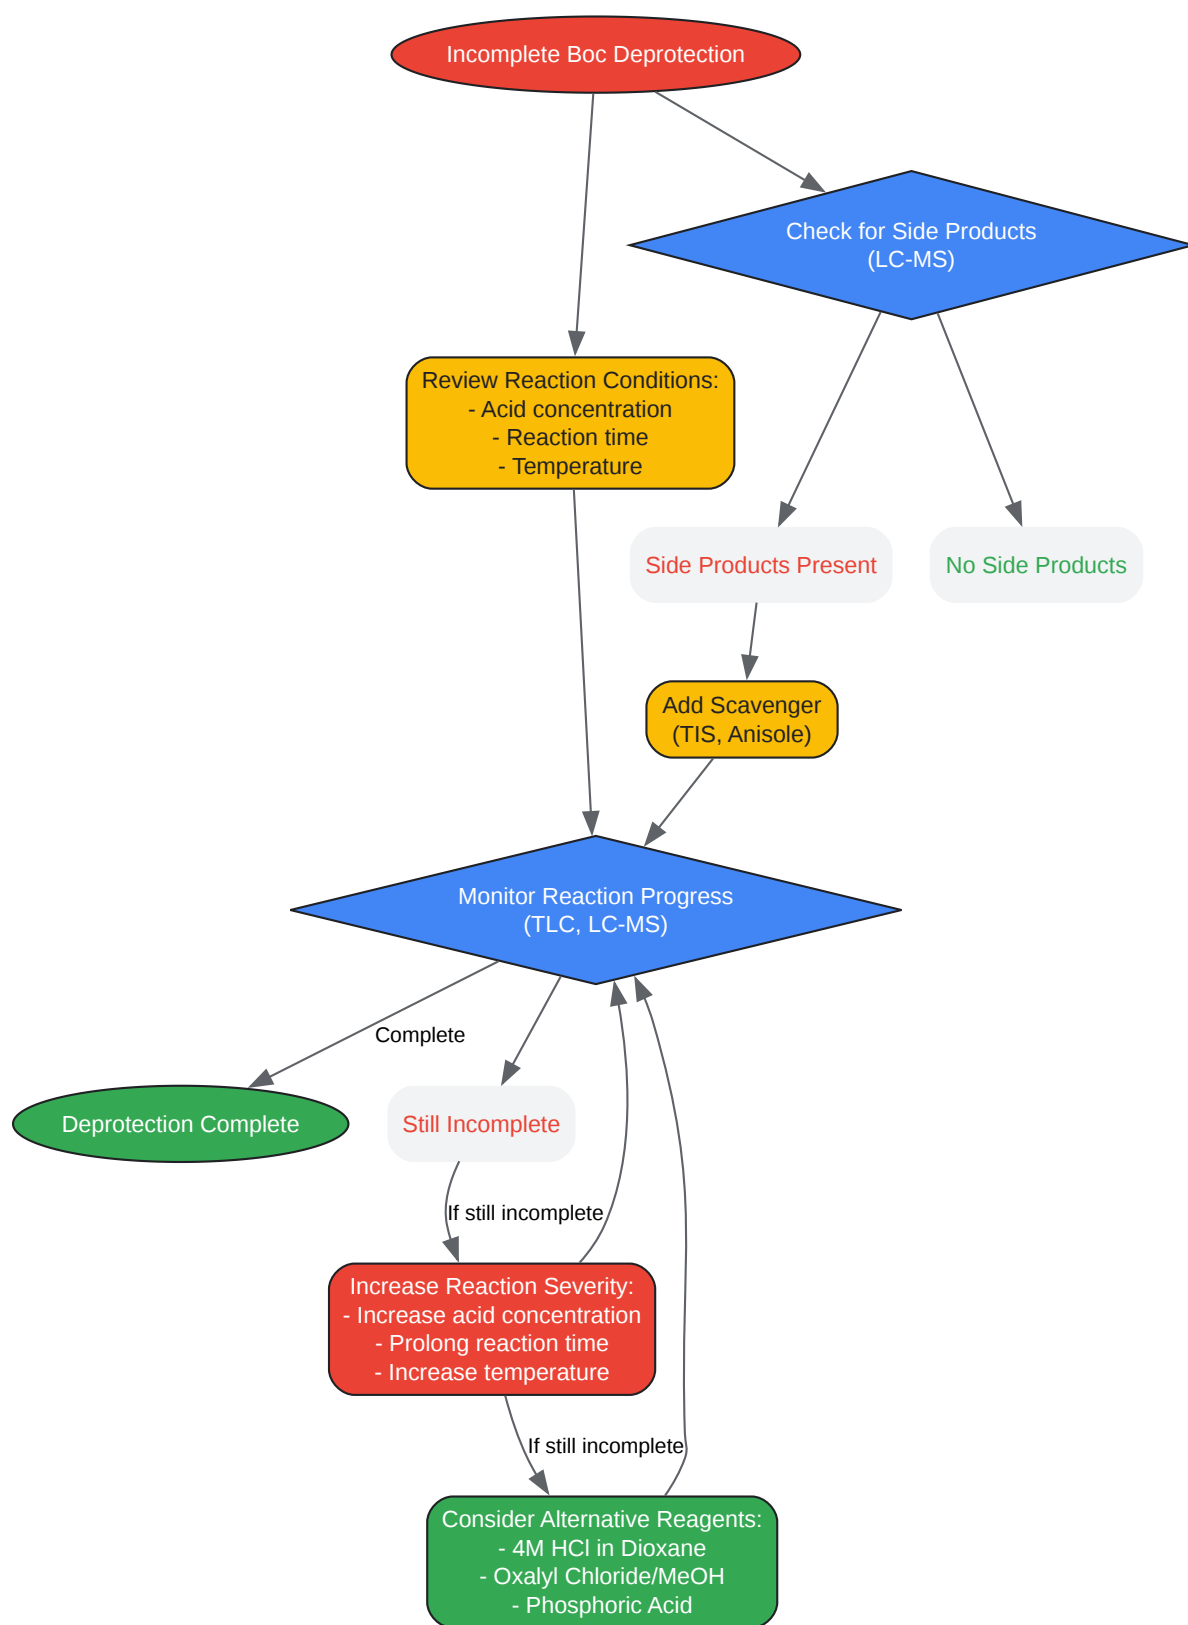 Incomplete Boc Deprotection
Check for Side Products
(LC-MS)
Review Reaction Conditions:
- Acid concentration
- Reaction time
- Temperature
Side Products Present
No Side Products
Add Scavenger
(TIS, Anisole)
Monitor Reaction Progress
(TLC, LC-MS)
Complete
Deprotection Complete
Still Incomplete
If still incomplete
Increase Reaction Severity:
- Increase acid concentration
- Prolong reaction time
- Increase temperature
If still incomplete
Consider Alternative Reagents:
- 4M HCl in Dioxane
- Oxalyl Chloride/MeOH
- Phosphoric Acid